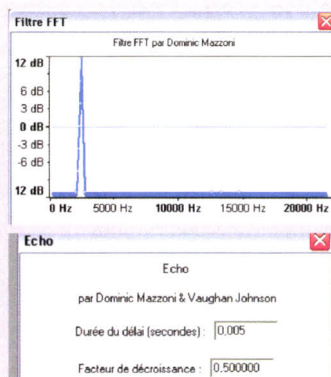 Filtre FFT
Filtre FFT par Dominic Mazzoni
12 dB
6 dB
3 dB
0 dB
-3 dB
-6 dB
12 dB
0 Hz 5000 Hz 10000 Hz 15000 Hz 20000 Hz
Echo
Echo
par Dominic Mazzoni & Vaughan Johnson
Durée du délai (secondes) : 0,005
Facteur de décroissance : 0,500000